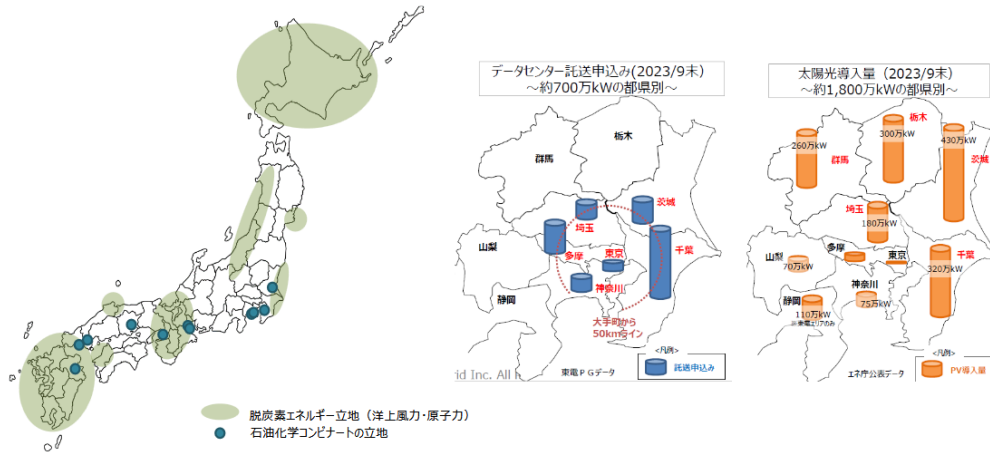 脱炭素エネルギー立地（洋上風力・原子力）
石油化学コンビナートの立地
データセンター託送申込み(2023/9末)
～約700万kWの都県別～
栃木
群馬
茨城
埼玉
山梨
多摩
東京
千葉
神奈川
静岡
大手町から
50kmライン
<凡例>
託送申込み
rid Inc. All r
東電PGデータ
太陽光導入量（2023/9末）
～約1,800万kWの都県別～
栃木
300万kW
430万kW
260万kW
群馬
茨城
埼玉
180万kW
山梨
70万kW
多摩
東京
千葉
320万kW
神奈川
75万kW
静岡
110万kW
※東電エリアのみ
<凡例>
PV導入量
エネ庁公表データ